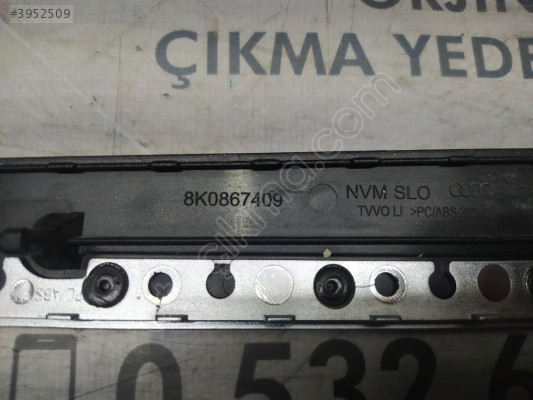 #3952509
ÇIKMA YEDE
8K0867409
NVM SLO
TVVO LI >PC/ABS
0 532 6